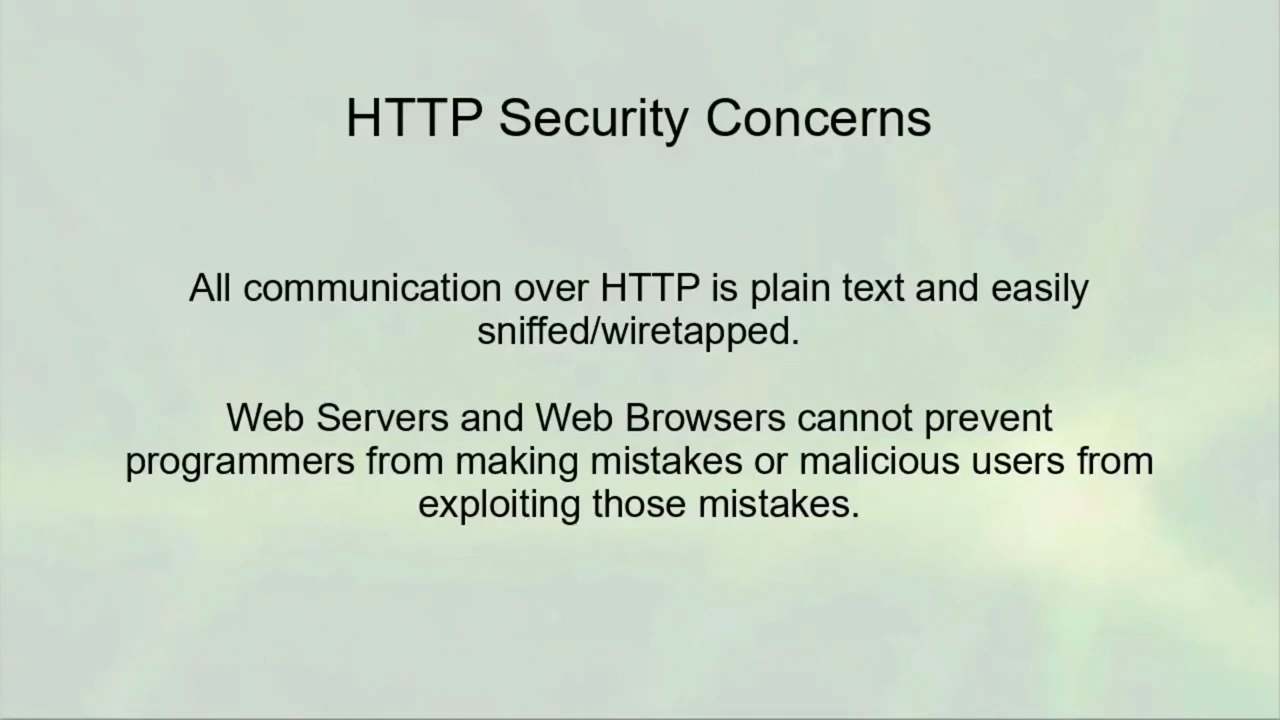 HTTP Security Concerns
All communication over HTTP is plain text and easily
sniffed/wiretapped.
Web Servers and Web Browsers cannot prevent
programmers from making mistakes or malicious users from
exploiting those mistakes.